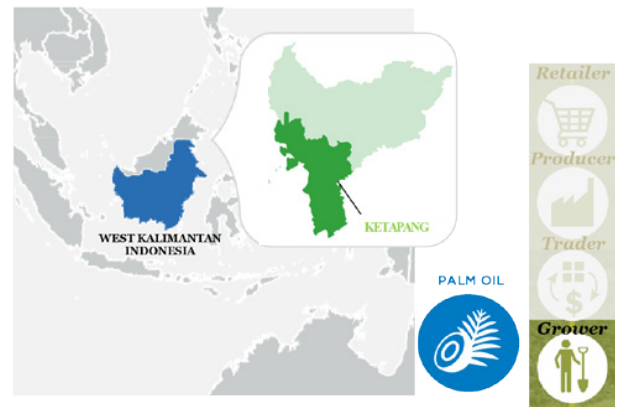 WEST KALIMANTAN
INDONESIA
KETAPANG
PALM OIL
Retailer
Producer
Trader
$
Grower